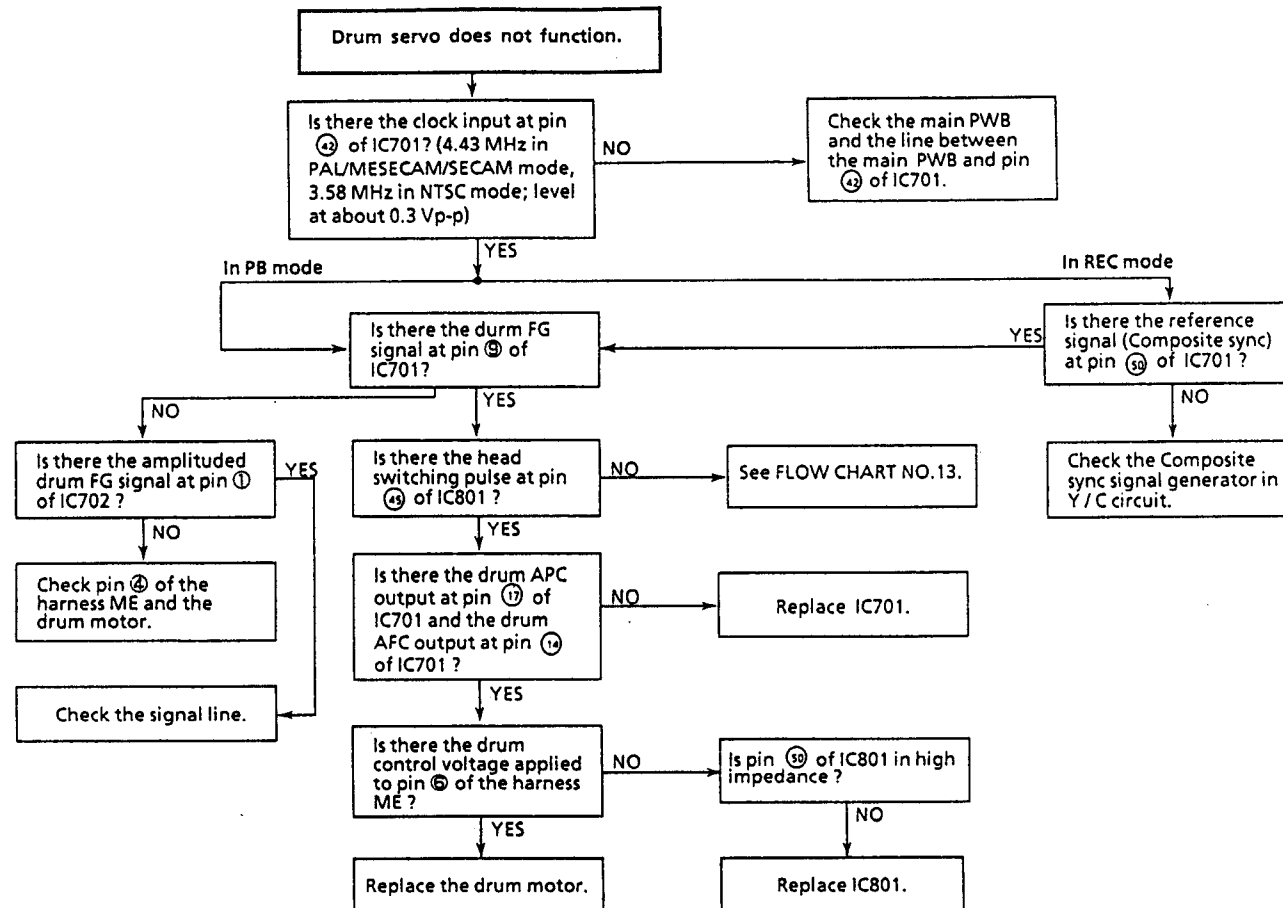 Drum servo does not function.
Is there the clock input at pin
㊷ of IC701? (4.43 MHz in
PAL/MESECAM/SECAM mode,
3.58 MHz in NTSC mode; level
at about 0.3 Vp-p)
NO
Check the main PWB
and the line between
the main PWB and pin
㊷ of IC701.
YES
In PB mode
In REC mode
Is there the durm FG
signal at pin ⑨ of
IC701?
YES
Is there the reference
signal (Composite sync)
at pin ㊿ of IC701 ?
NO
YES
NO
Is there the amplituded
drum FG signal at pin ①
of IC702 ?
YES
Is there the head
switching pulse at pin
㊺ of IC801 ?
NO
See FLOW CHART NO.13.
Check the Composite
sync signal generator in
Y / C circuit.
NO
YES
Check pin ④ of the
harness ME and the
drum motor.
Is there the drum APC
output at pin ⑰ of
IC701 and the drum
AFC output at pin ⑭
of IC701 ?
NO
Replace IC701.
Check the signal line.
YES
Is there the drum
control voltage applied
to pin ⑥ of the harness
ME ?
NO
Is pin ㊿ of IC801 in high
impedance ?
YES
NO
Replace the drum motor.
Replace IC801.